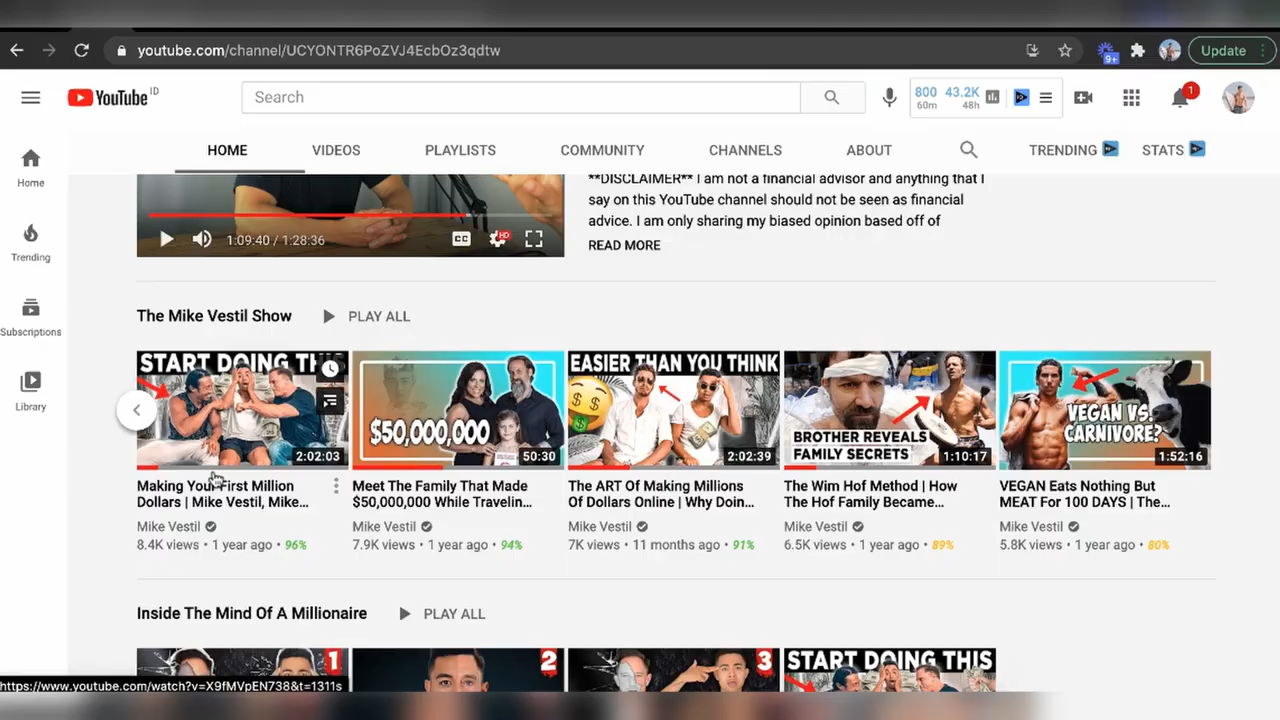 youtube.com/channel/UCYONTR6PoZVJ4EcbOz3qdtw
9+
Update
YouTube ID
Search
800 43.2K
60m 48h
1
HOME VIDEOS PLAYLISTS COMMUNITY CHANNELS ABOUT TRENDING STATS
Home
Trending
Subscriptions
Library
**DISCLAIMER** I am not a financial advisor and anything that I
say on this YouTube channel should not be seen as financial
advice. I am only sharing my biased opinion based off of
READ MORE
1:09:40 / 1:28:36
CC
HD
The Mike Vestil Show PLAY ALL
START DOING THIS
2:02:03
$50,000,000
50:30
EASIER THAN YOU THINK
2:02:39
BROTHER REVEALS
FAMILY SECRETS
1:10:17
VEGAN VS.
CARNIVORE?
1:52:16
Making Your First Million
Dollars | Mike Vestil, Mike...
Mike Vestil
8.4K views • 1 year ago • 96%
Meet The Family That Made
$50,000,000 While Travelin...
Mike Vestil
7.9K views • 1 year ago • 94%
The ART Of Making Millions
Of Dollars Online | Why Doin...
Mike Vestil
7K views • 11 months ago • 91%
The Wim Hof Method | How
The Hof Family Became...
Mike Vestil
6.5K views • 1 year ago • 89%
VEGAN Eats Nothing But
MEAT For 100 DAYS | The...
Mike Vestil
5.8K views • 1 year ago • 80%
Inside The Mind Of A Millionaire PLAY ALL
1
2
3
START DOING THIS
https://www.youtube.com/watch?v=X9fMVpEN738&t=1311s